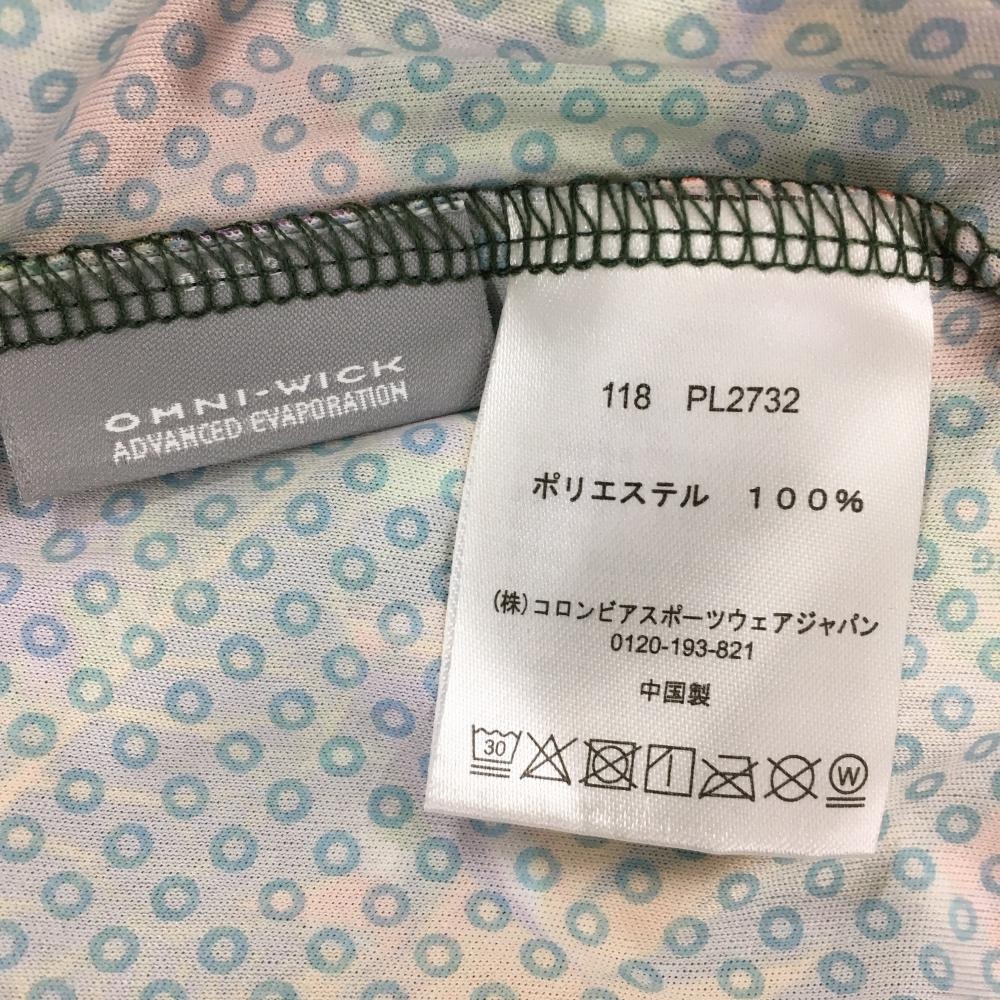 OMNI-WICK
ADVANCED EVAPORATION
118 PL2732
ポリエステル １００％
(株)コロンビアスポーツウェアジャパン
0120-193-821
中国製
30
W